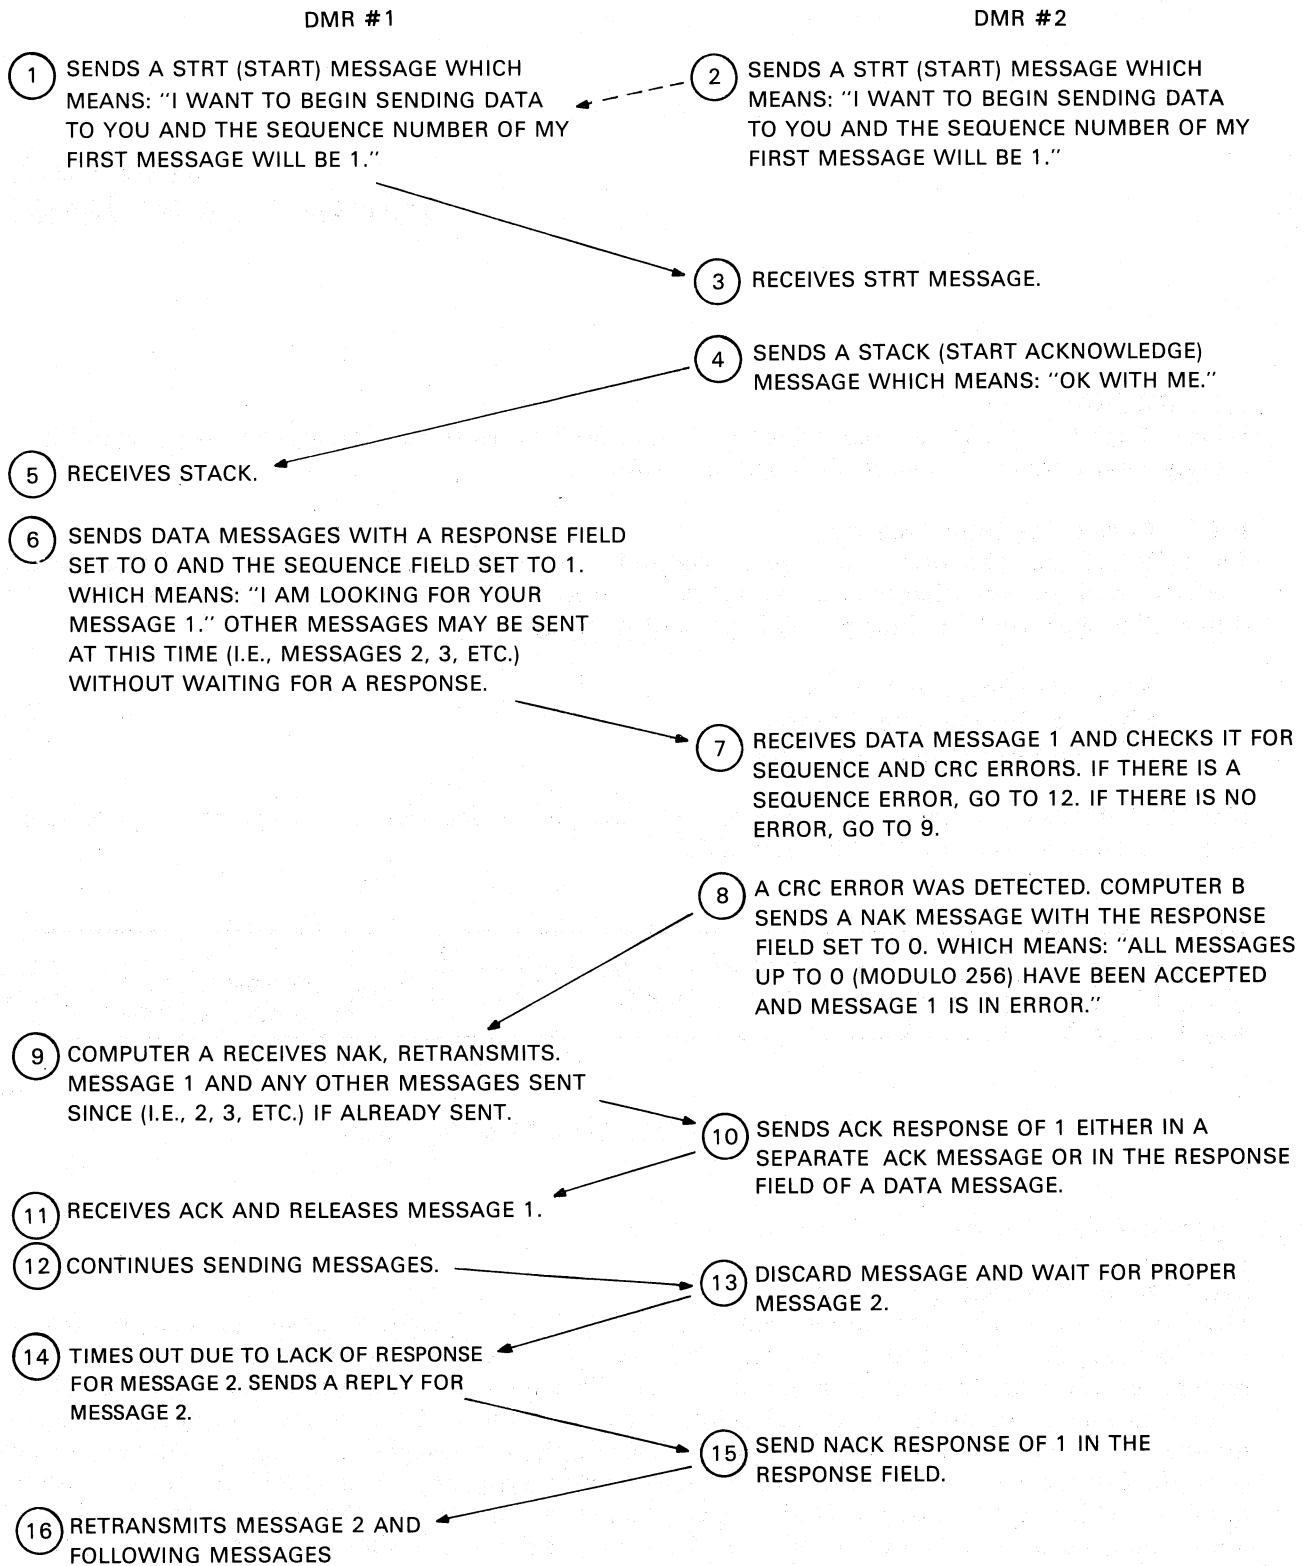 DMR #1
DMR #2
1
SENDS A STRT (START) MESSAGE WHICH
MEANS: "I WANT TO BEGIN SENDING DATA
TO YOU AND THE SEQUENCE NUMBER OF MY
FIRST MESSAGE WILL BE 1."
2
SENDS A STRT (START) MESSAGE WHICH
MEANS: "I WANT TO BEGIN SENDING DATA
TO YOU AND THE SEQUENCE NUMBER OF MY
FIRST MESSAGE WILL BE 1."
3
RECEIVES STRT MESSAGE.
4
SENDS A STACK (START ACKNOWLEDGE)
MESSAGE WHICH MEANS: "OK WITH ME."
5
RECEIVES STACK.
6
SENDS DATA MESSAGES WITH A RESPONSE FIELD
SET TO 0 AND THE SEQUENCE FIELD SET TO 1.
WHICH MEANS: "I AM LOOKING FOR YOUR
MESSAGE 1." OTHER MESSAGES MAY BE SENT
AT THIS TIME (I.E., MESSAGES 2, 3, ETC.)
WITHOUT WAITING FOR A RESPONSE.
7
RECEIVES DATA MESSAGE 1 AND CHECKS IT FOR
SEQUENCE AND CRC ERRORS. IF THERE IS A
SEQUENCE ERROR, GO TO 12. IF THERE IS NO
ERROR, GO TO 9.
8
A CRC ERROR WAS DETECTED. COMPUTER B
SENDS A NAK MESSAGE WITH THE RESPONSE
FIELD SET TO 0. WHICH MEANS: "ALL MESSAGES
UP TO 0 (MODULO 256) HAVE BEEN ACCEPTED
AND MESSAGE 1 IS IN ERROR."
9
COMPUTER A RECEIVES NAK, RETRANSMITS.
MESSAGE 1 AND ANY OTHER MESSAGES SENT
SINCE (I.E., 2, 3, ETC.) IF ALREADY SENT.
10
SENDS ACK RESPONSE OF 1 EITHER IN A
SEPARATE ACK MESSAGE OR IN THE RESPONSE
FIELD OF A DATA MESSAGE.
11
RECEIVES ACK AND RELEASES MESSAGE 1.
12
CONTINUES SENDING MESSAGES.
13
DISCARD MESSAGE AND WAIT FOR PROPER
MESSAGE 2.
14
TIMES OUT DUE TO LACK OF RESPONSE
FOR MESSAGE 2. SENDS A REPLY FOR
MESSAGE 2.
15
SEND NACK RESPONSE OF 1 IN THE
RESPONSE FIELD.
16
RETRANSMITS MESSAGE 2 AND
FOLLOWING MESSAGES